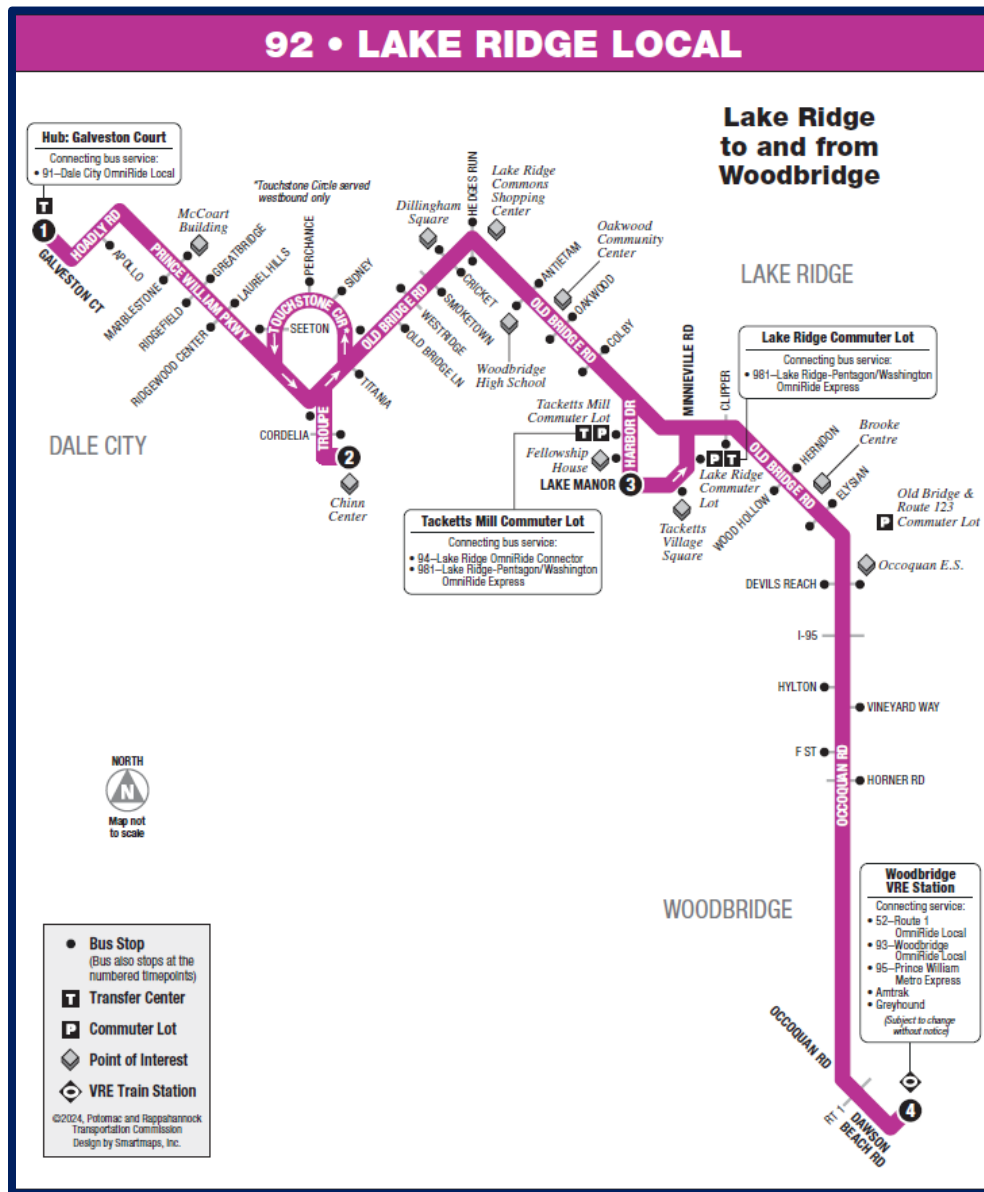 92 • LAKE RIDGE LOCAL
Lake Ridge
to and from
Woodbridge
Hub: Galveston Court
Connecting bus service:
• 91–Dale City OmniRide Local
T
1
GALVESTON CT
HOADLY RD
APOLLO
McCoart
Building
MARBLESTONE
PRINCE WILLIAM PKWY
GREATBRIDGE
RIDGEFIELD
LAURELHILLS
RIDGEWOOD CENTER
*Touchstone Circle served
westbound only
PERCHANCE
TOUCHSTONE CIR*
SEETON
SIDNEY
CORDELIA
TROUPE
2
Chinn
Center
TITANIA
OLD BRIDGE RD
OLD BRIDGE LN
WESTRIDGE
SMOKETOWN
CRICKET
Dillingham
Square
HEDGES RUN
Lake Ridge
Commons
Shopping
Center
Woodbridge
High School
ANTIETAM
Oakwood
Community
Center
OAKWOOD
OLD BRIDGE RD
COLBY
LAKE RIDGE
DALE CITY
Tacketts Mill
Commuter Lot
T P
Fellowship
House
HARBOR DR
LAKE MANOR
3
Tacketts Mill Commuter Lot
Connecting bus service:
• 94–Lake Ridge OmniRide Connector
• 981–Lake Ridge-Pentagon/Washington
OmniRide Express
MINNIEVILLE RD
Tacketts
Village
Square
Lake Ridge Commuter Lot
Connecting bus service:
• 981–Lake Ridge-Pentagon/Washington
OmniRide Express
CLIPPER
P T
Lake Ridge
Commuter
Lot
OLD BRIDGE RD
WOOD HOLLOW
HERNDON
Brooke
Centre
ELYSIAN
Old Bridge &
Route 123
P Commuter Lot
Occoquan E.S.
DEVILS REACH
I-95
HYLTON
VINEYARD WAY
F ST
HORNER RD
OCCOQUAN RD
WOODBRIDGE
Woodbridge
VRE Station
Connecting service:
• 52–Route 1
OmniRide Local
• 93–Woodbridge
OmniRide Local
• 95–Prince William
Metro Express
• Amtrak
• Greyhound
(Subject to change
without notice)
OCCOQUAN RD
RT 1
DAWSON
BEACH RD
4
NORTH
N
Map not
to scale
Bus Stop
(Bus also stops at the
numbered timepoints)
T Transfer Center
P Commuter Lot
Point of Interest
VRE Train Station
©2024, Potomac and Rappahannock
Transportation Commission
Design by Smartmaps, Inc.